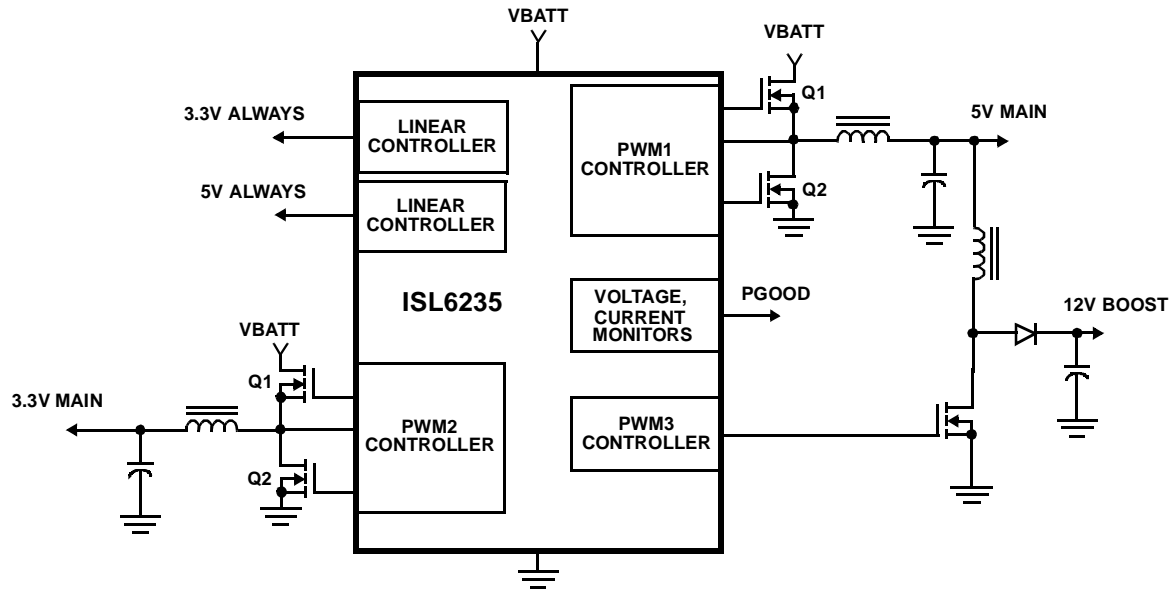 VBATT
VBATT
Q1
3.3V ALWAYS
LINEAR
CONTROLLER
PWM1
CONTROLLER
5V MAIN
5V ALWAYS
LINEAR
CONTROLLER
Q2
ISL6235
VOLTAGE,
CURRENT
MONITORS
PGOOD
12V BOOST
VBATT
Q1
3.3V MAIN
PWM2
CONTROLLER
PWM3
CONTROLLER
Q2